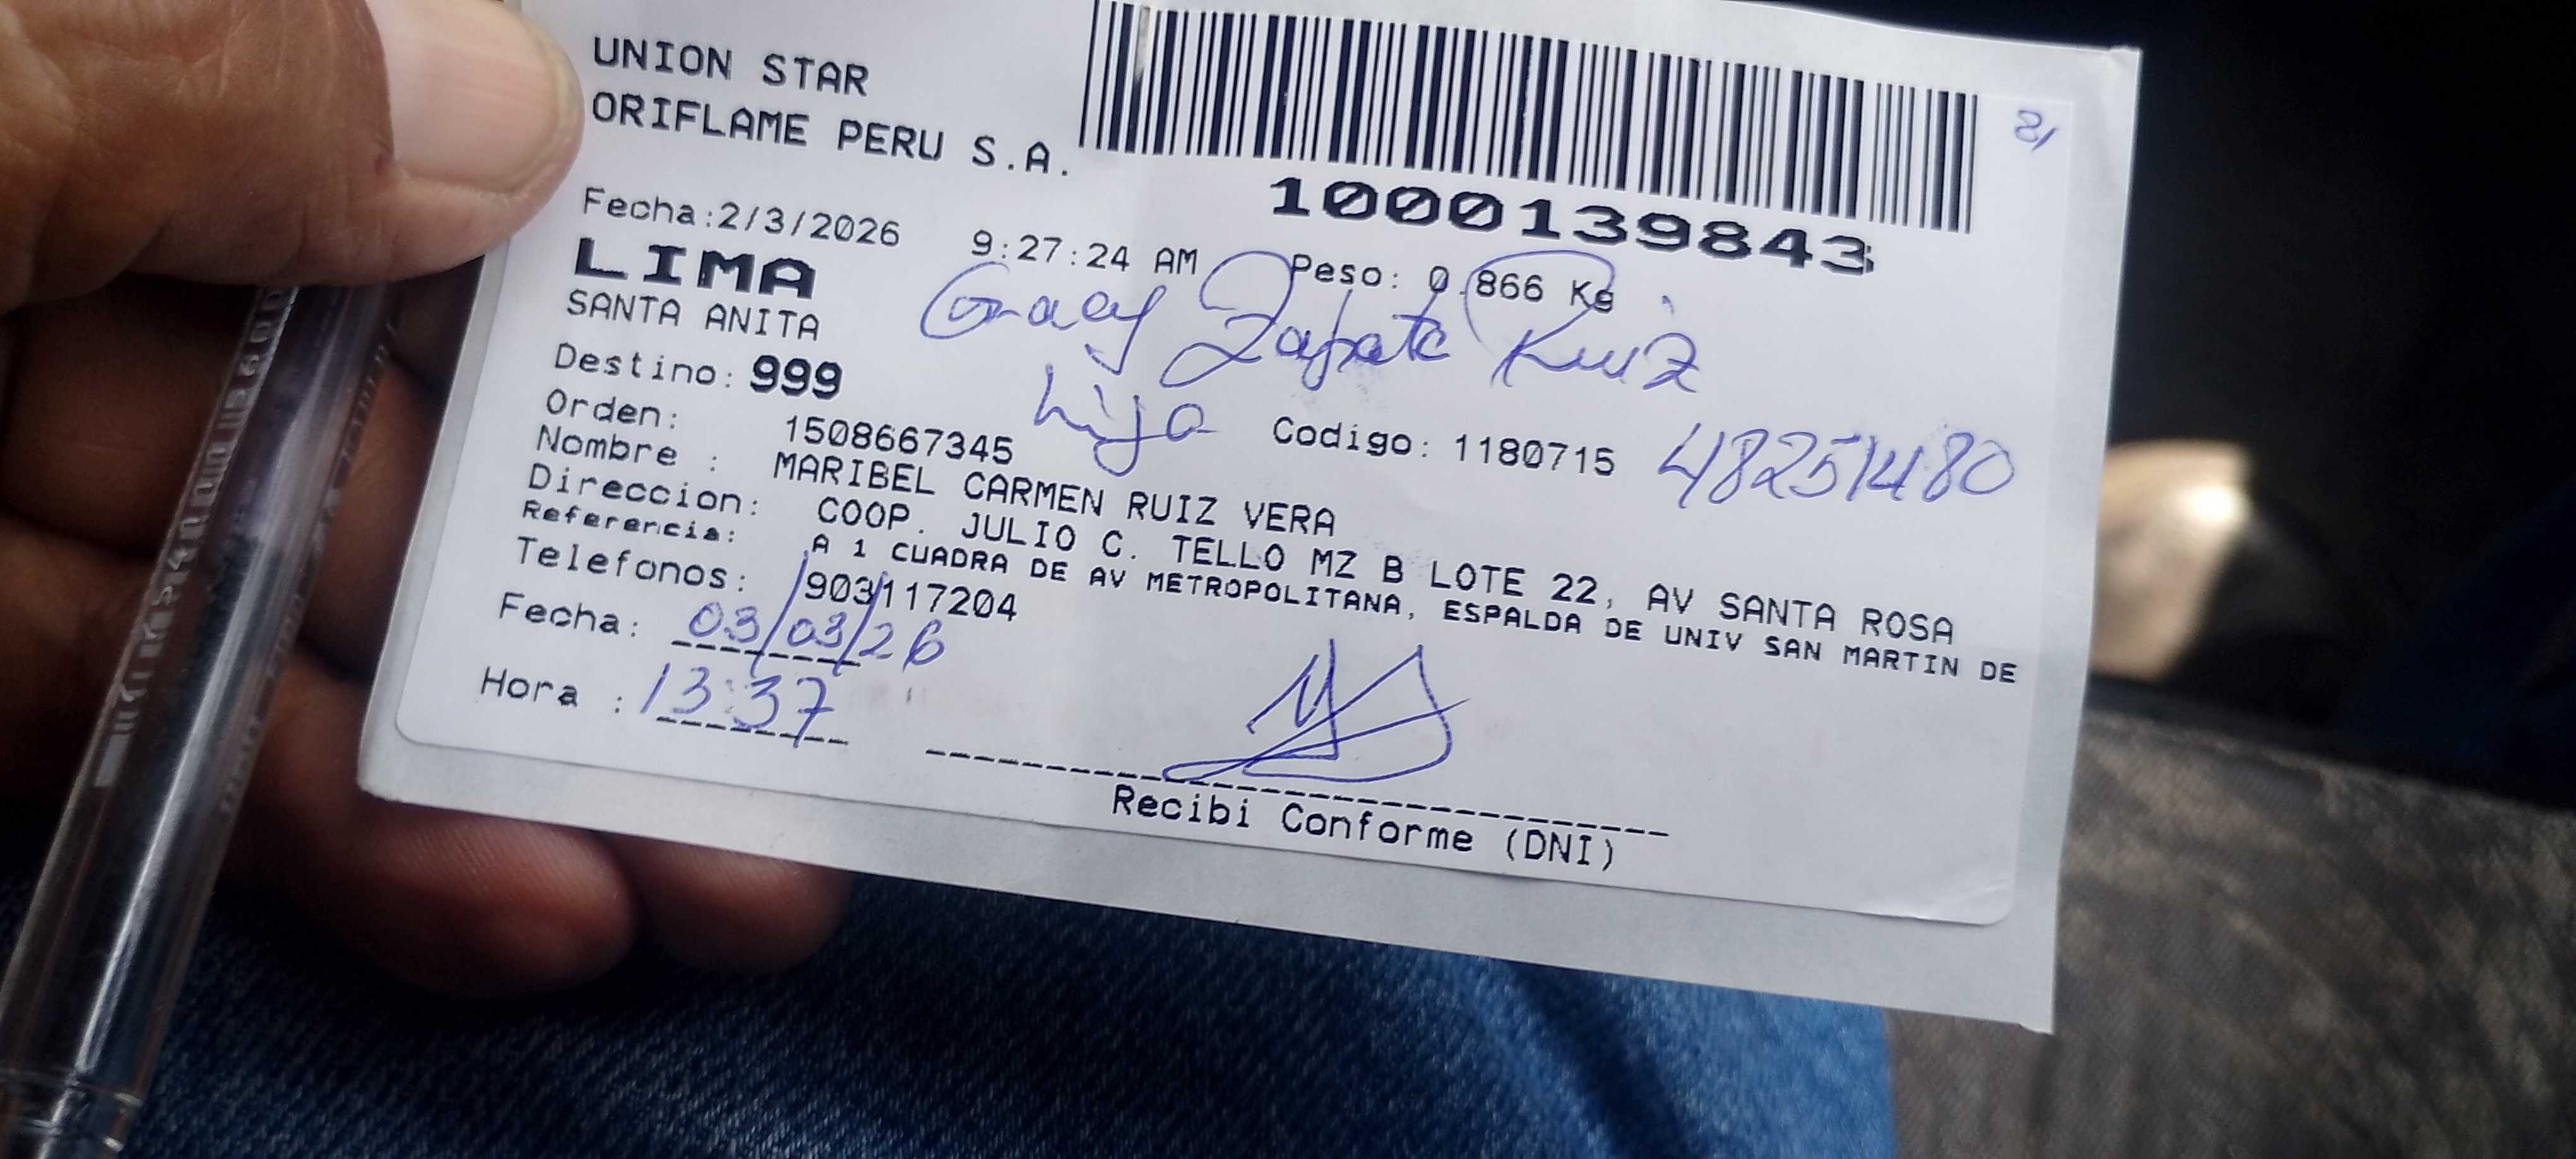 UNION STAR
ORIFLAME PERU S.A.
1000139843
Fecha:2/3/2026 9:27:24 AM Peso: 0.866 Kg
LIMA
SANTA ANITA
Zapata Ruiz
Destino: 999
hija
Orden: 1508667345 Codigo: 1180715 48251480
Nombre : MARIBEL CARMEN RUIZ VERA
Direccion: COOP. JULIO C. TELLO MZ B LOTE 22, AV SANTA ROSA
Referencia: A 1 CUADRA DE AV METROPOLITANA, ESPALDA DE UNIV SAN MARTIN DE
Telefonos: 903117204
Fecha: 03/03/26
Hora : 13:37
Recibi Conforme (DNI)